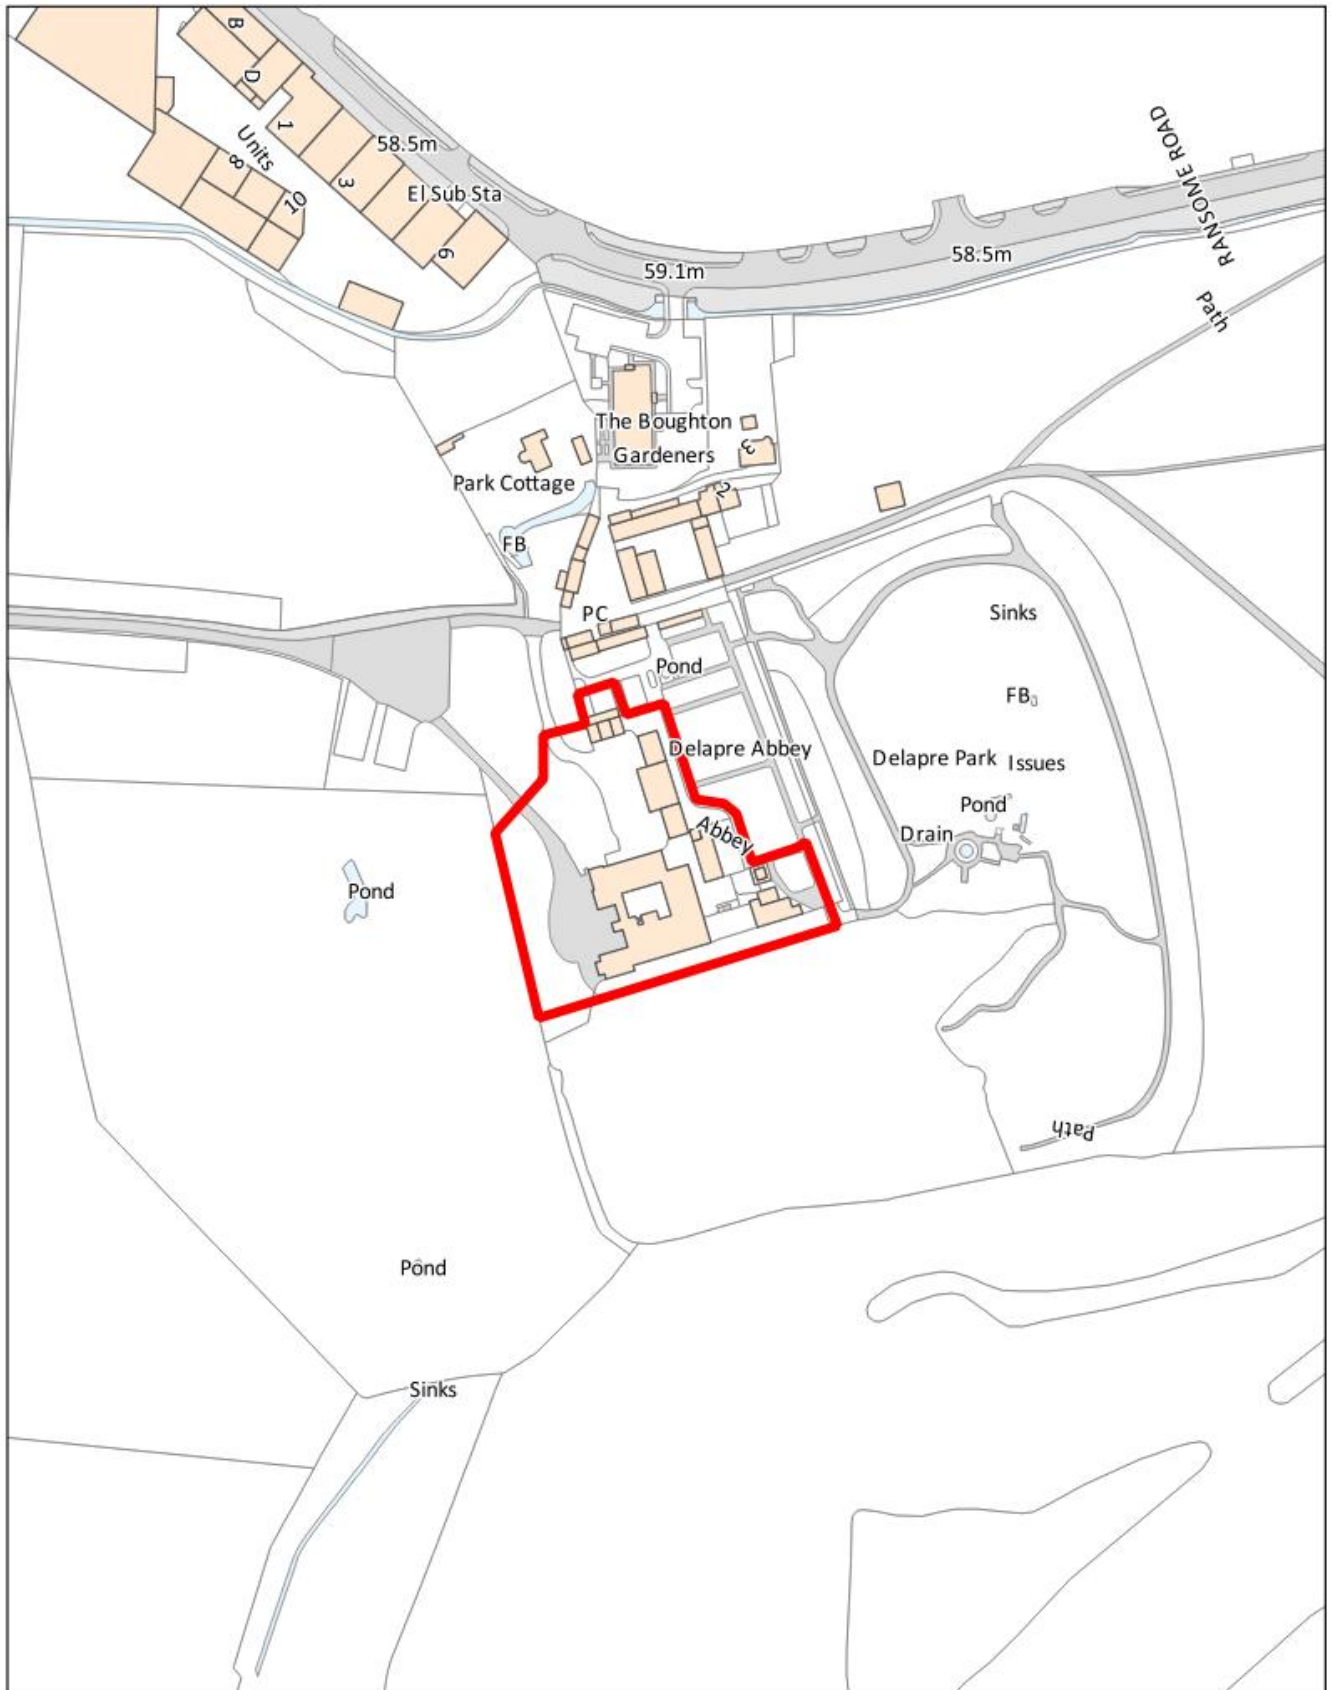 B
D
1
Units
8
10
3
58.5m
El Sub Sta
6
RANSOME ROAD
59.1m
58.5m
Path
The Boughton
Gardeners
3
Park Cottage
2
FB
PC
Sinks
Pond
FB
Delapre Abbey
Delapre Park
Issues
Pond
Abbey
Drain
Pond
Path
Pond
Sinks